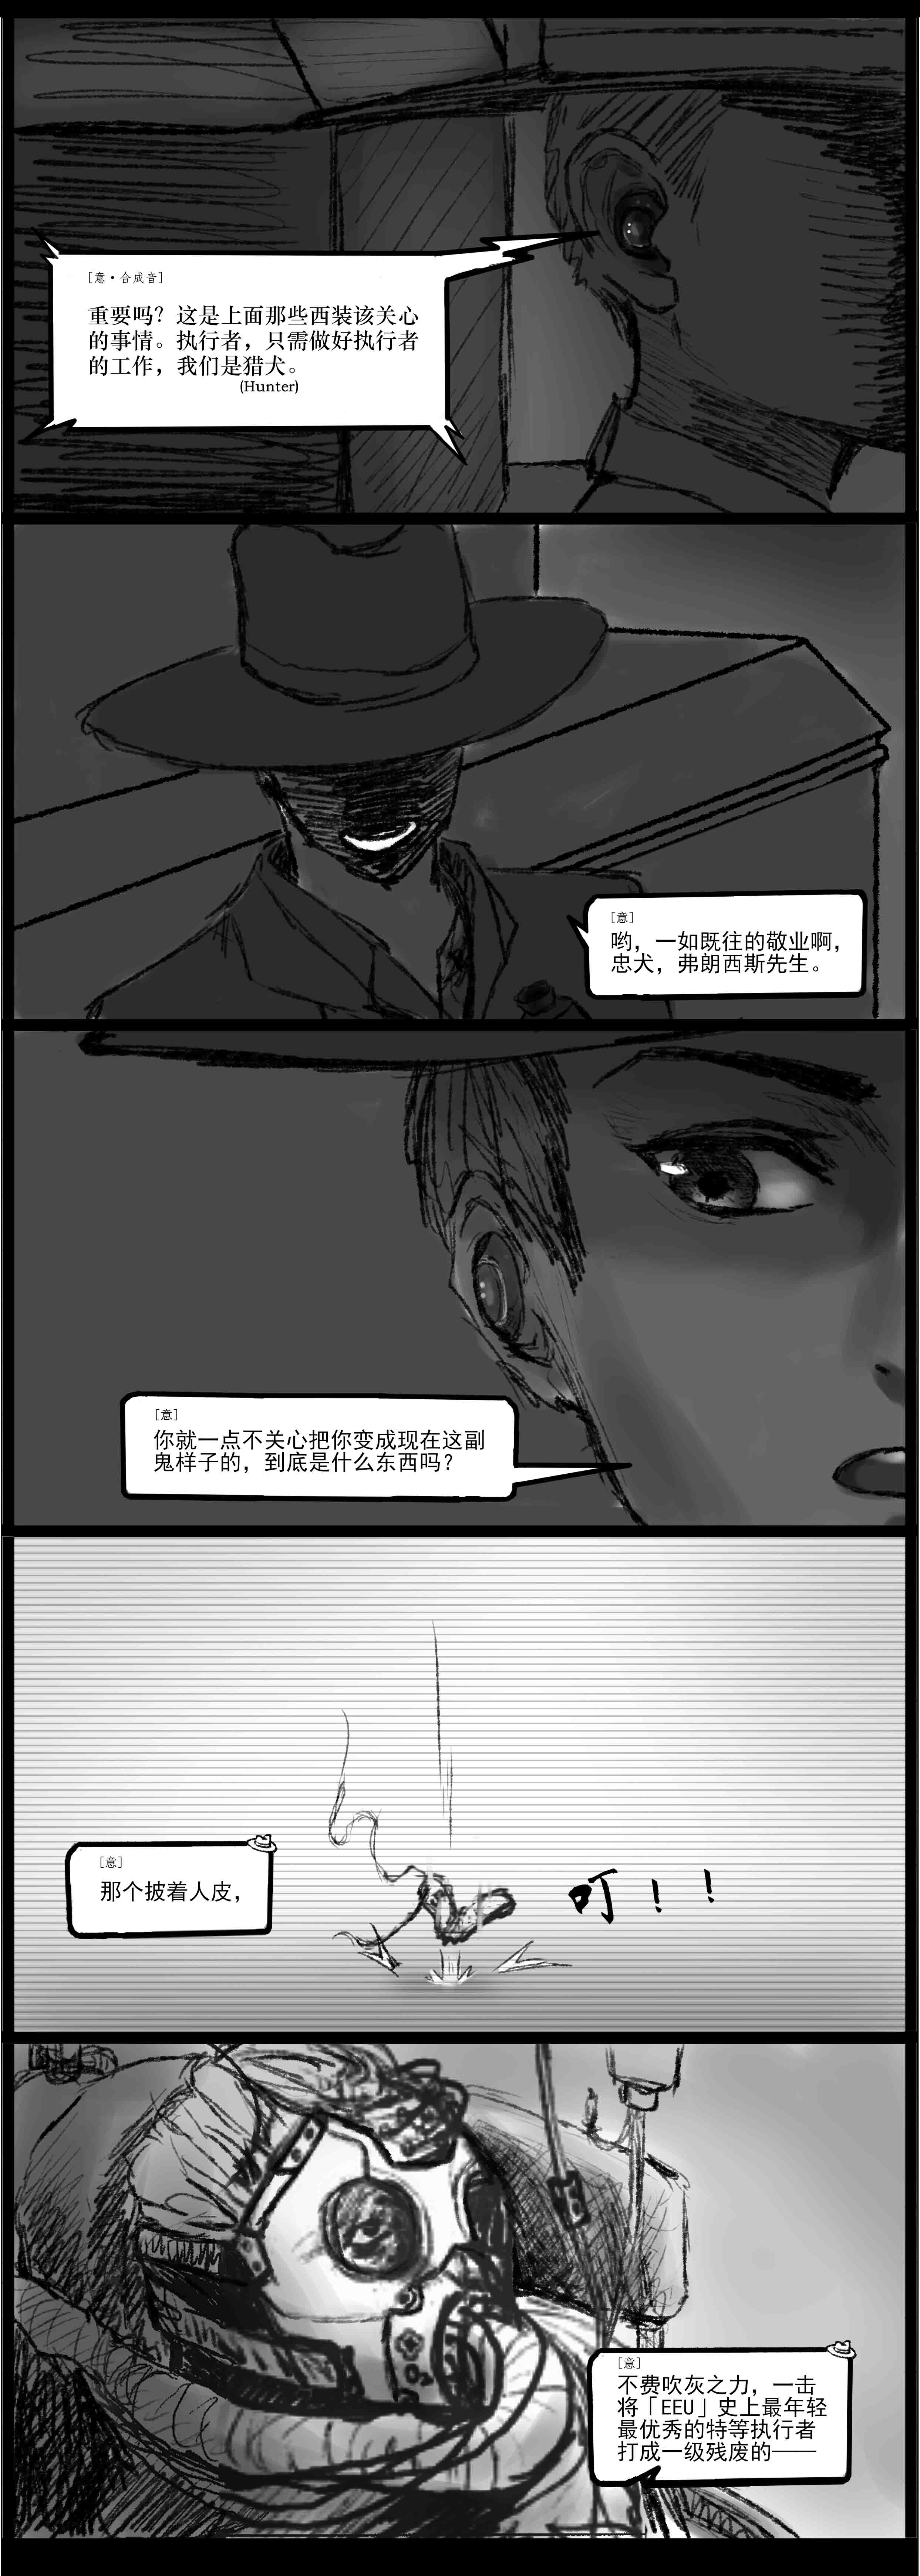 [意·合成音]
重要吗？这是上面那些西装该关心
的事情。执行者，只需做好执行者
的工作，我们是猎犬。
(Hunter)
[意]
哟，一如既往的敬业啊，
忠犬，弗朗西斯先生。
[意]
你就一点不关心把你变成现在这副
鬼样子的，到底是什么东西吗？
[意]
那个披着人皮，
叮！！
[意]
不费吹灰之力，一击
将「EEU」史上最年轻
最优秀的特等执行者
打成一级残废的——